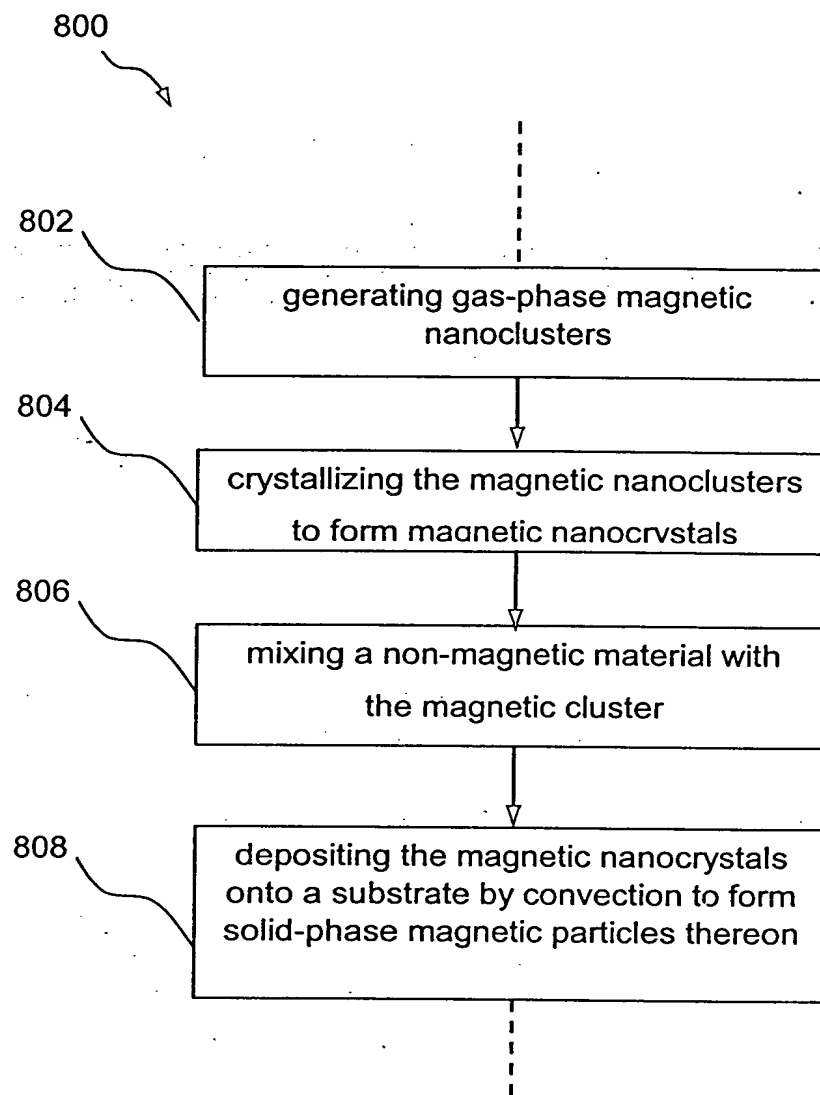 800
802
generating gas-phase magnetic
nanoclusters
804
crystallizing the magnetic nanoclusters
to form magnetic nanocrystals
806
mixing a non-magnetic material with
the magnetic cluster
808
depositing the magnetic nanocrystals
onto a substrate by convection to form
solid-phase magnetic particles thereon